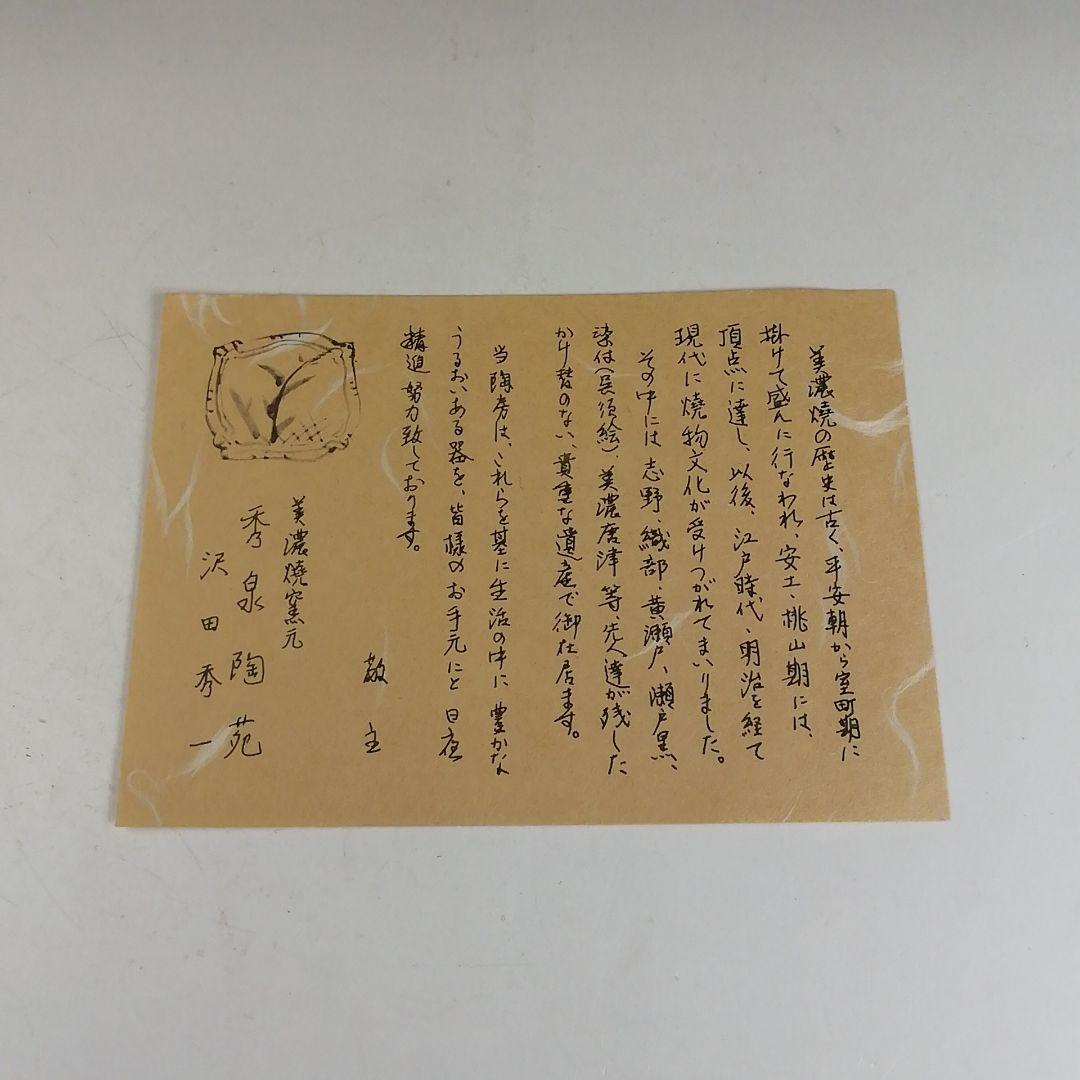 美濃焼の歴史は古く、平安朝から室町期に
掛けて盛んに行なわれ、安土、桃山期には、
頂点に達し、以後、江戸時代、明治を経て
現代に焼物文化が受けつがれてまいりました。
その中には志野、織部、黄瀬戸、瀬戸黒、
染付(呉須絵)、美濃唐津等、先人達が残した
かけ替のない、貴重な遺産で御在居ます。
当陶房は、これらを基に生活の中に豊かな
うるおいある器を、皆様のお手元にと日夜
精進努力致しております。
敬主
美濃焼窯元
秀泉陶苑
沢田秀一